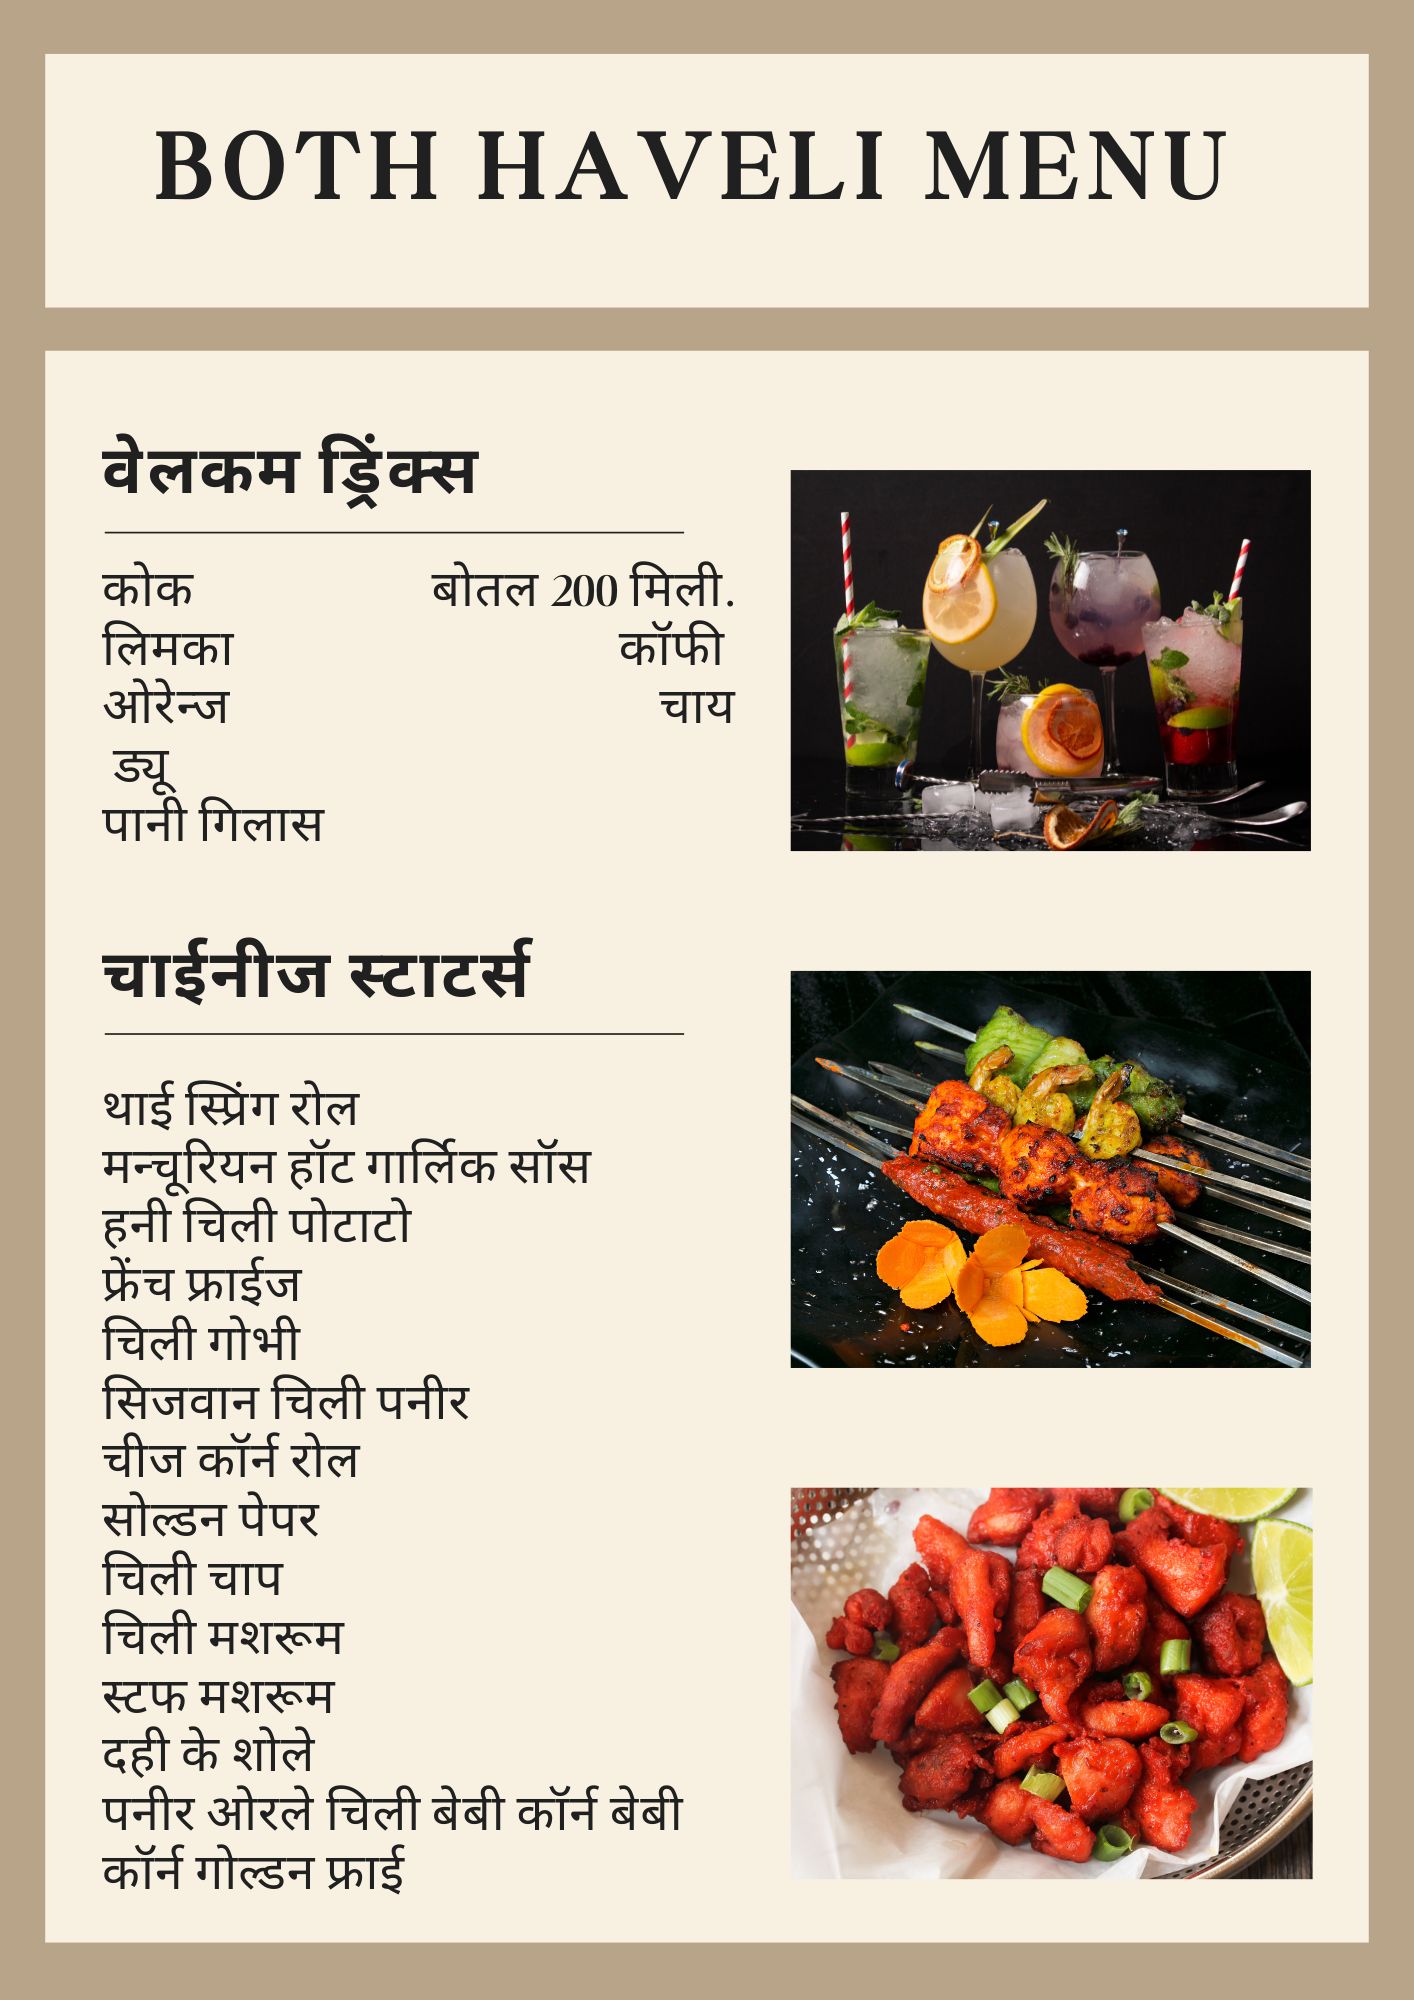 BOTH HAVELI MENU
वेलकम ड्रिंक्स
कोक बोतल 200 मिली.
लिमका कॉफी
ओरेन्ज चाय
ड्यू
पानी गिलास
चाईनीज स्टाटर्स
थाई स्प्रिंग रोल
मन्चूरियन हॉट गार्लिक सॉस
हनी चिली पोटाटो
फ्रेंच फ्राईज
चिली गोभी
सिजवान चिली पनीर
चीज कॉर्न रोल
सोल्डन पेपर
चिली चाप
चिली मशरूम
स्टफ मशरूम
दही के शोले
पनीर ओरले चिली बेबी कॉर्न बेबी
कॉर्न गोल्डन फ्राई